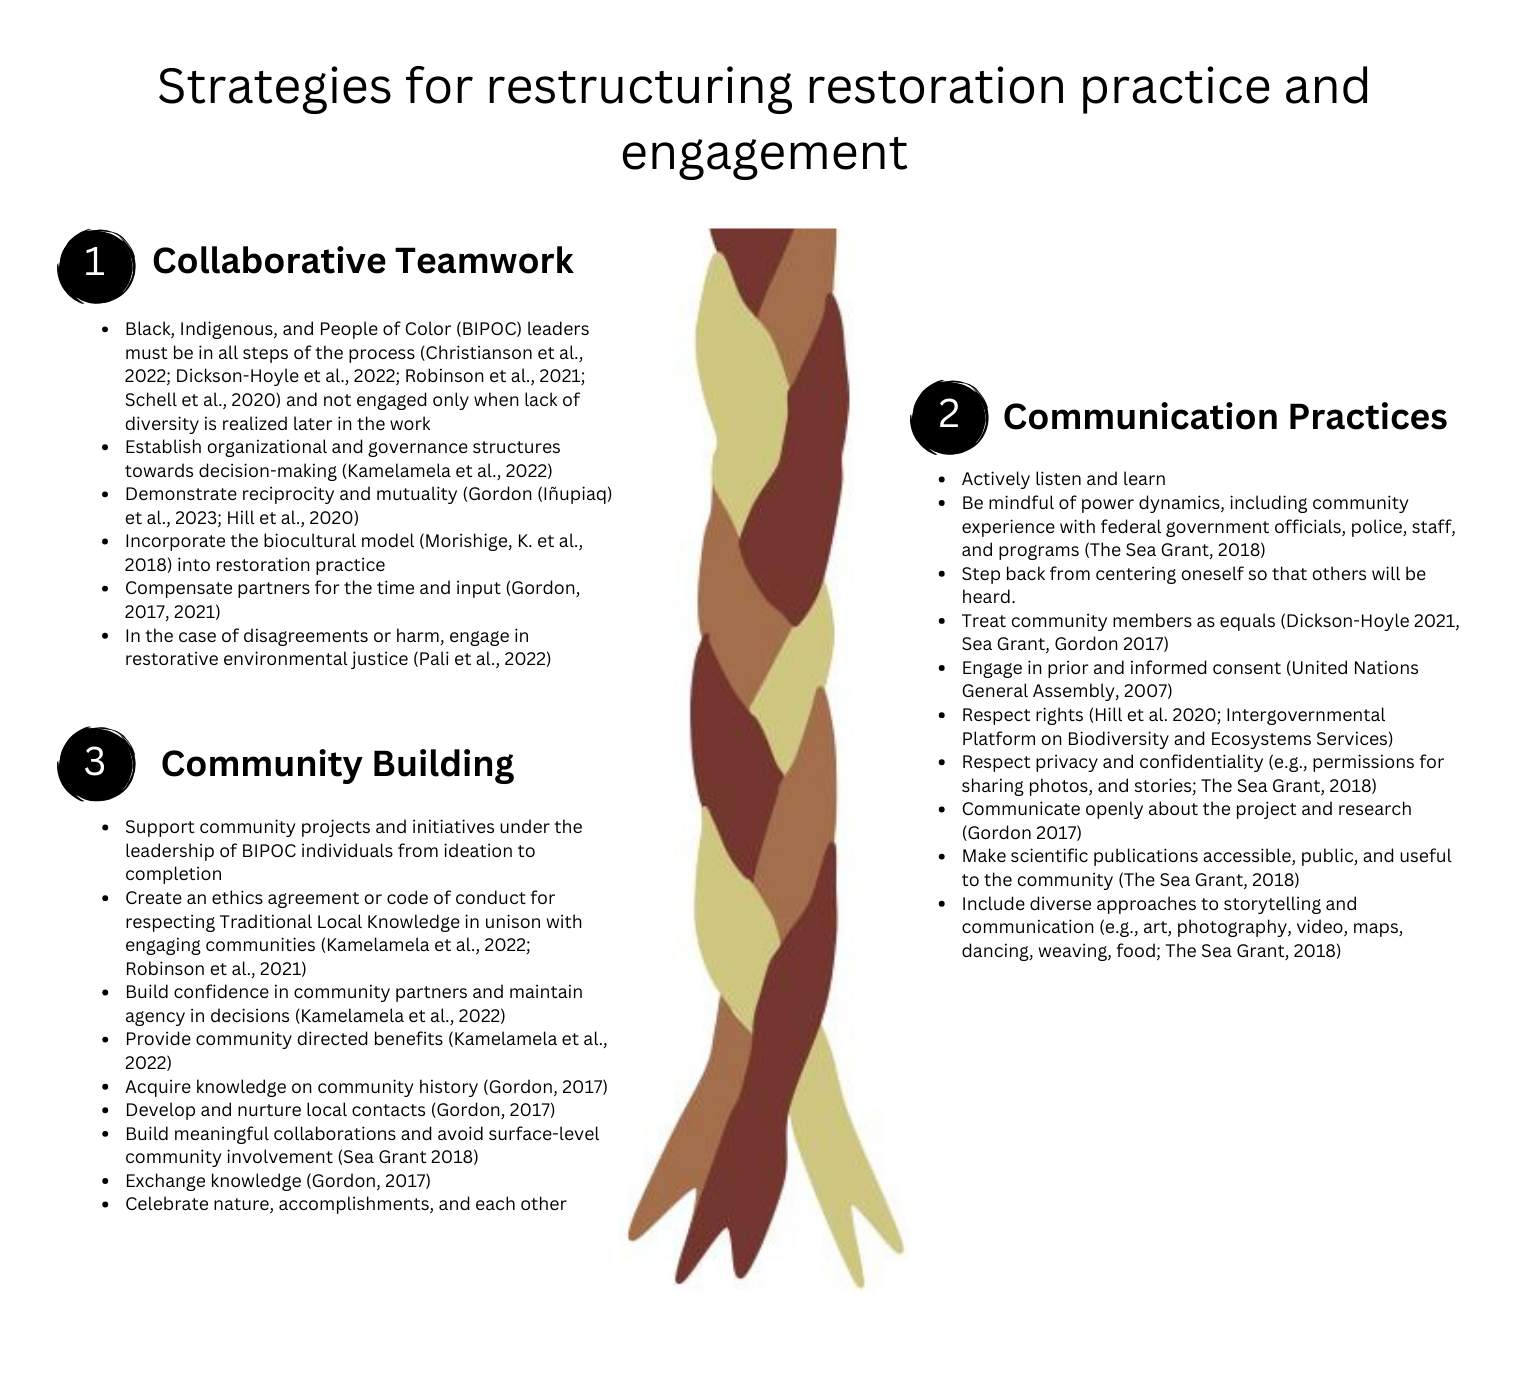 Strategies for restructuring restoration practice and
engagement
1
Collaborative Teamwork
• Black, Indigenous, and People of Color (BIPOC) leaders
must be in all steps of the process (Christianson et al.,
2022; Dickson-Hoyle et al., 2022; Robinson et al., 2021;
Schell et al., 2020) and not engaged only when lack of
diversity is realized later in the work
• Establish organizational and governance structures
towards decision-making (Kamelamela et al., 2022)
• Demonstrate reciprocity and mutuality (Gordon (Iñupiaq)
et al., 2023; Hill et al., 2020)
• Incorporate the biocultural model (Morishige, K. et al.,
2018) into restoration practice
• Compensate partners for the time and input (Gordon,
2017, 2021)
• In the case of disagreements or harm, engage in
restorative environmental justice (Pali et al., 2022)
2
Communication Practices
• Actively listen and learn
• Be mindful of power dynamics, including community
experience with federal government officials, police, staff,
and programs (The Sea Grant, 2018)
• Step back from centering oneself so that others will be
heard.
• Treat community members as equals (Dickson-Hoyle 2021,
Sea Grant, Gordon 2017)
• Engage in prior and informed consent (United Nations
General Assembly, 2007)
• Respect rights (Hill et al. 2020; Intergovernmental
Platform on Biodiversity and Ecosystems Services)
• Respect privacy and confidentiality (e.g., permissions for
sharing photos, and stories; The Sea Grant, 2018)
• Communicate openly about the project and research
(Gordon 2017)
• Make scientific publications accessible, public, and useful
to the community (The Sea Grant, 2018)
• Include diverse approaches to storytelling and
communication (e.g., art, photography, video, maps,
dancing, weaving, food; The Sea Grant, 2018)
3
Community Building
• Support community projects and initiatives under the
leadership of BIPOC individuals from ideation to
completion
• Create an ethics agreement or code of conduct for
respecting Traditional Local Knowledge in unison with
engaging communities (Kamelamela et al., 2022;
Robinson et al., 2021)
• Build confidence in community partners and maintain
agency in decisions (Kamelamela et al., 2022)
• Provide community directed benefits (Kamelamela et al.,
2022)
• Acquire knowledge on community history (Gordon, 2017)
• Develop and nurture local contacts (Gordon, 2017)
• Build meaningful collaborations and avoid surface-level
community involvement (Sea Grant 2018)
• Exchange knowledge (Gordon, 2017)
• Celebrate nature, accomplishments, and each other